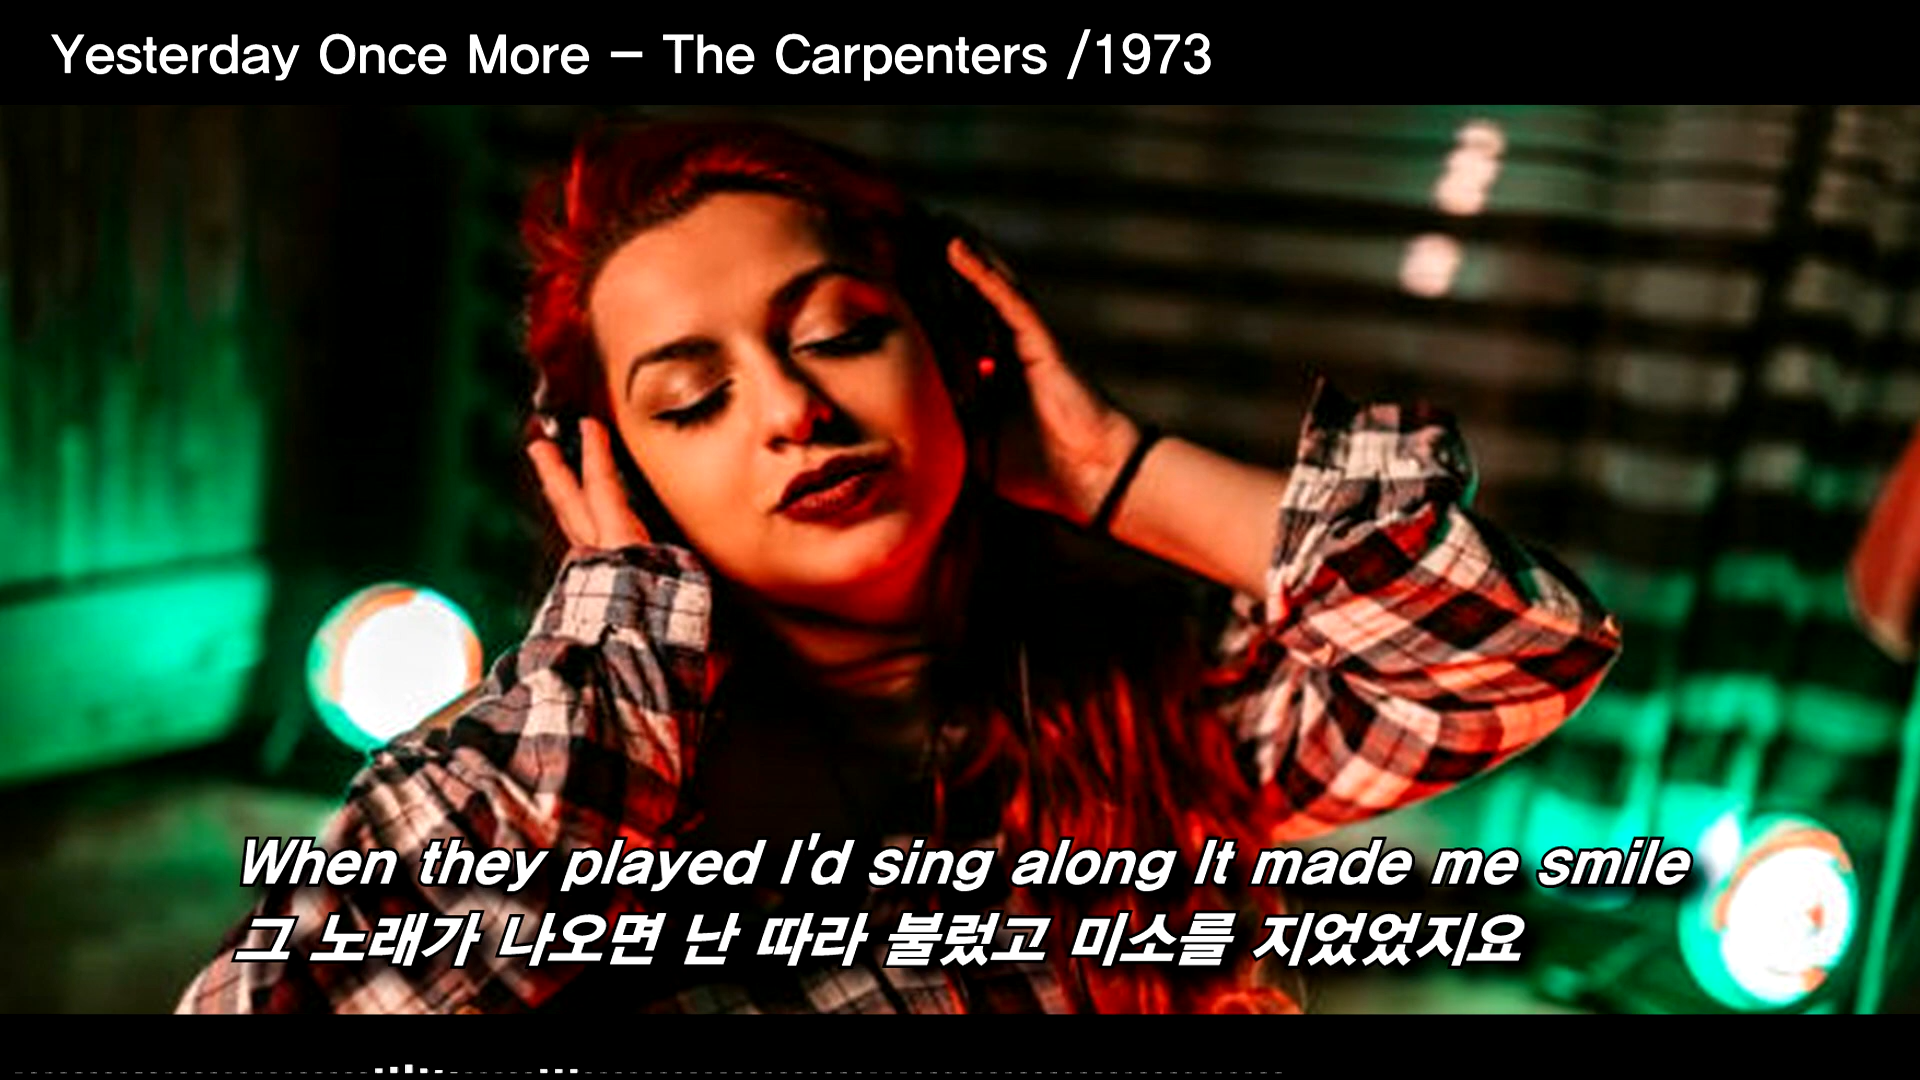 Yesterday Once More - The Carpenters /1973
When they played I'd sing along It made me smile
그 노래가 나오면 난 따라 불렀고 미소를 지었었지요